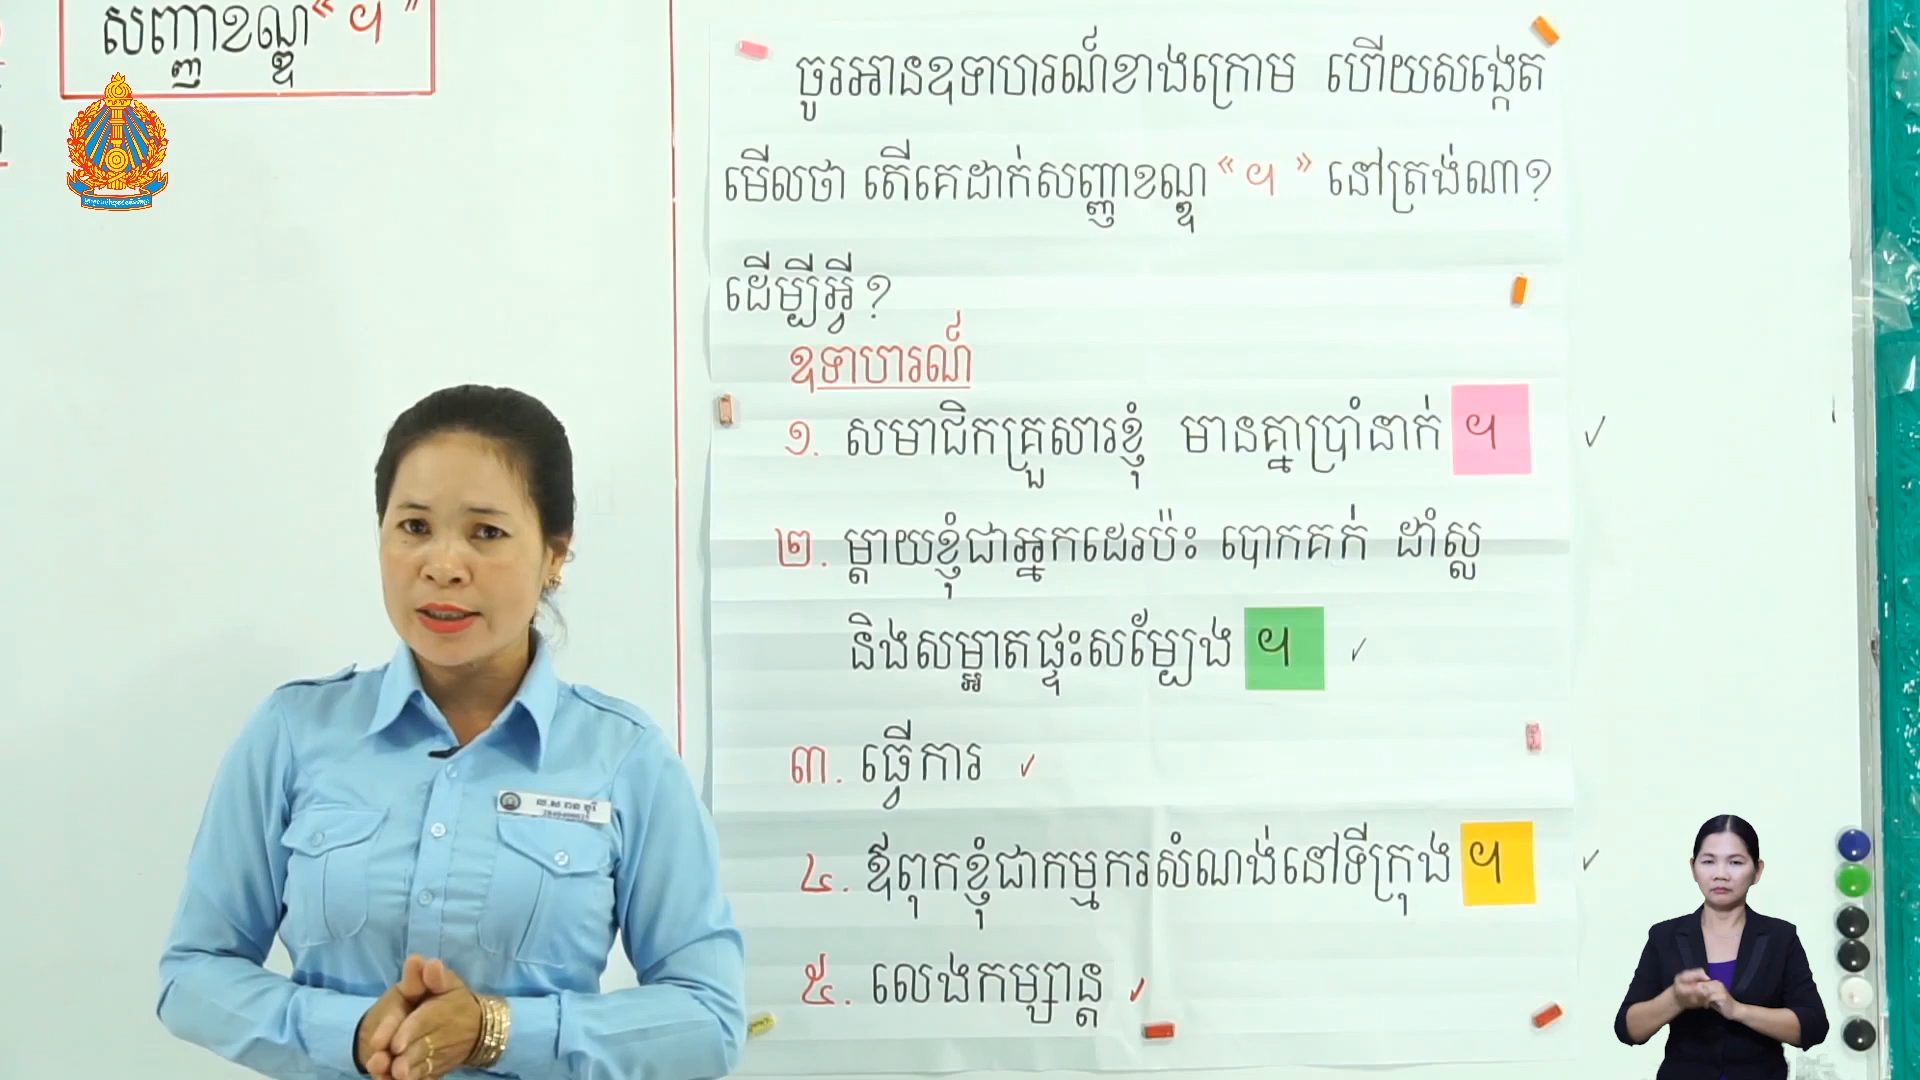 សញ្ញាខណ្ឌ « ។ »
ចូរអានឧទាហរណ៍ខាងក្រោម ហើយសង្កេត
មើលថា តើគេដាក់សញ្ញាខណ្ឌ « ។ » នៅត្រង់ណា?
ដើម្បីអ្វី?
ឧទាហរណ៍
១. សមាជិកគ្រួសារខ្ញុំ មានគ្នាប្រាំនាក់ ។
២. ម្ដាយខ្ញុំជាអ្នកដេរប៉ះ បោកគក់ ដាំស្ល
និងសម្អាតផ្ទះសម្បែង ។
៣. ធ្វើការ
៤. ឪពុកខ្ញុំជាកម្មករសំណង់នៅទីក្រុង ។
៥. លេងកម្សាន្ត